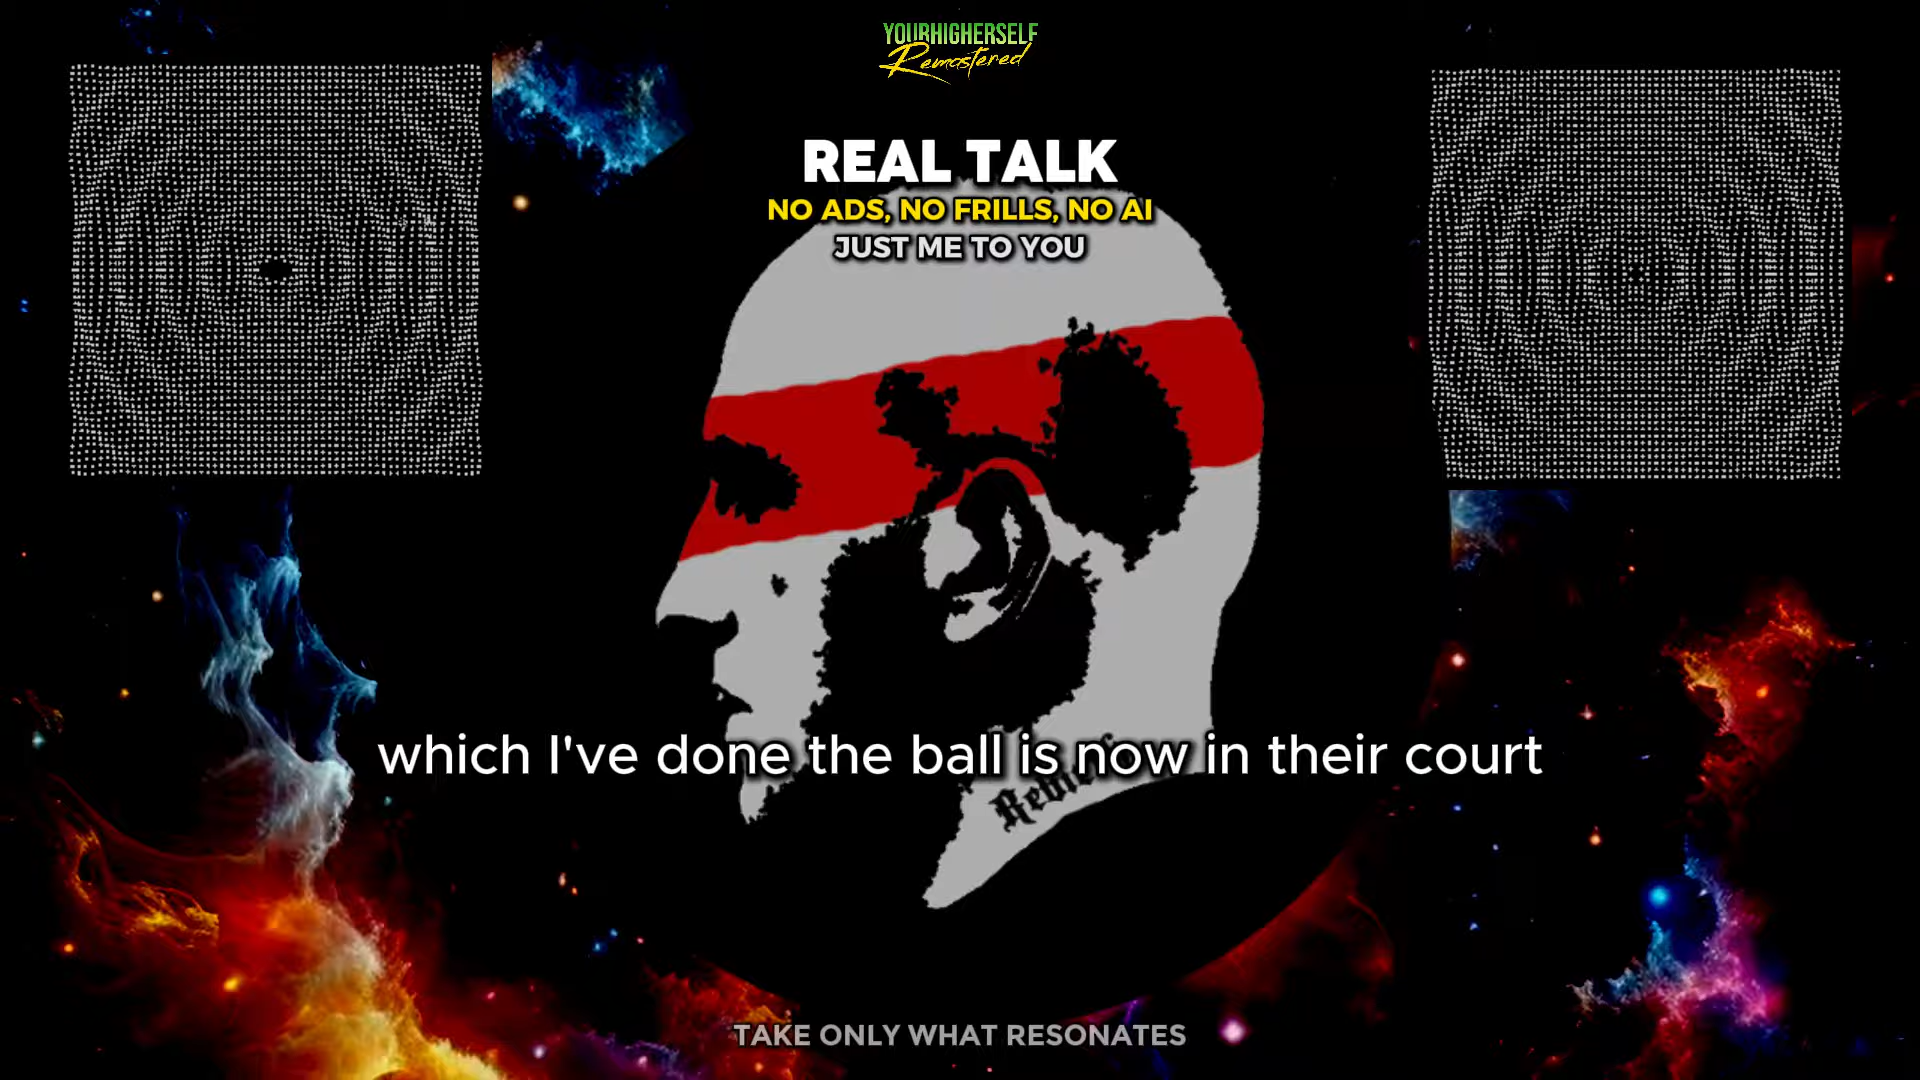 YOURHIGHERSELF
Remastered
REAL TALK
NO ADS, NO FRILLS, NO AI
JUST ME TO YOU
which I've done the ball is now in their court
TAKE ONLY WHAT RESONATES